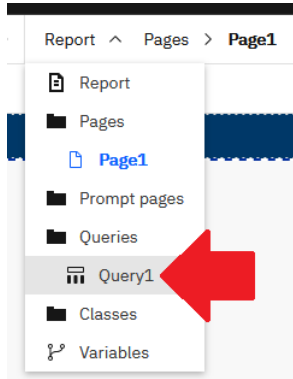 Report Pages > Page1
Report
Pages
Page1
Prompt pages
Queries
Query1
Classes
Variables